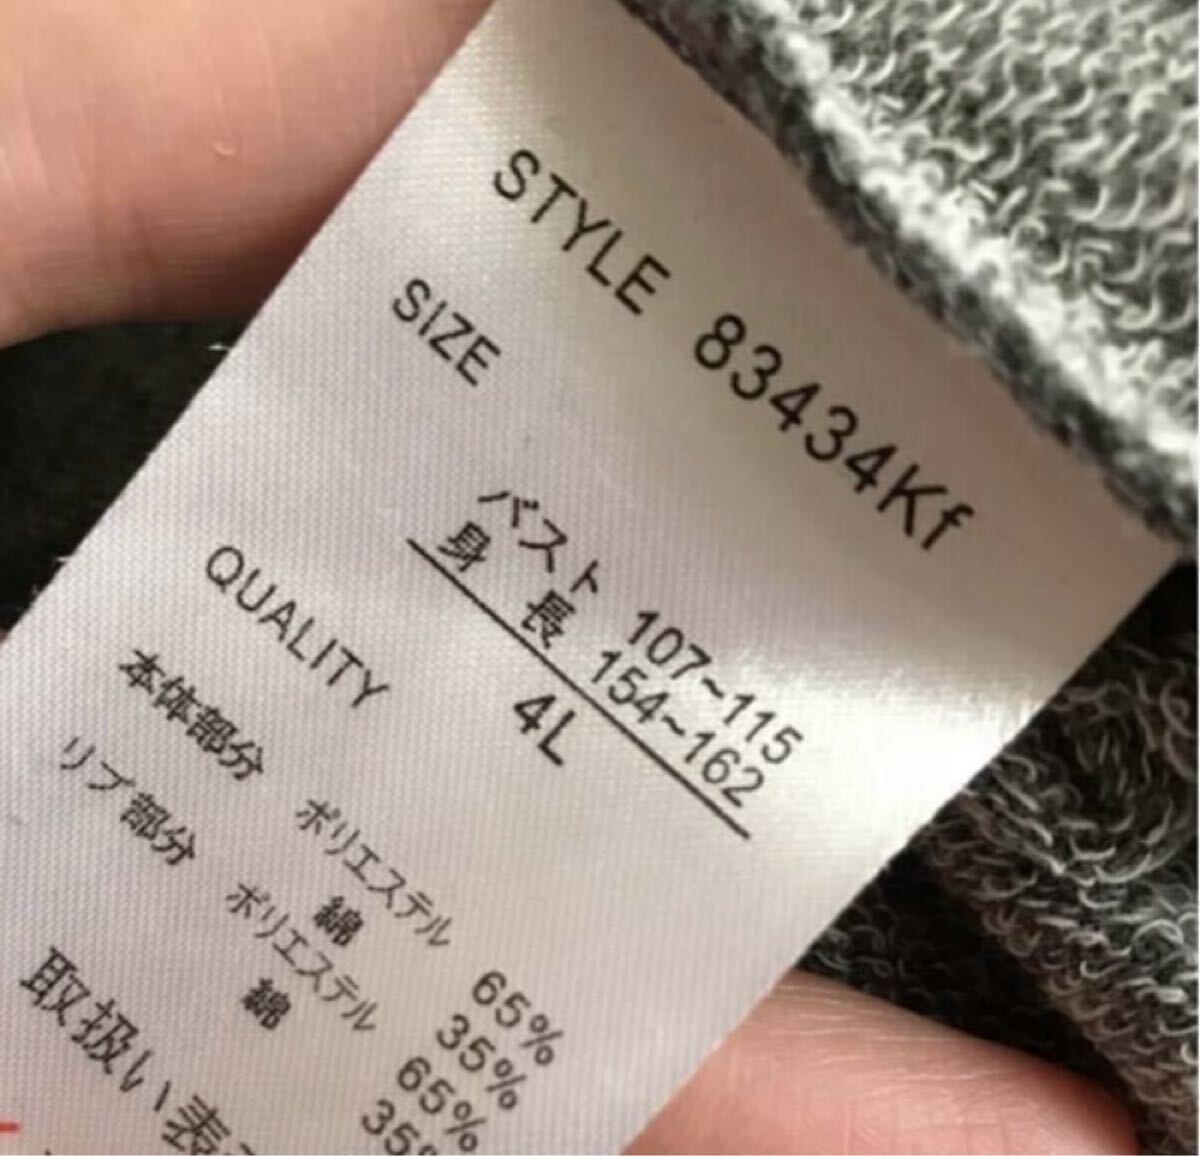 STYLE 83434Kf
SIZE
バスト 107~115
身 長 154~162
4L
QUALITY
本体部分 ポリエステル 65%
綿 35%
リブ部分 ポリエステル 65%
綿 35%
取扱い表